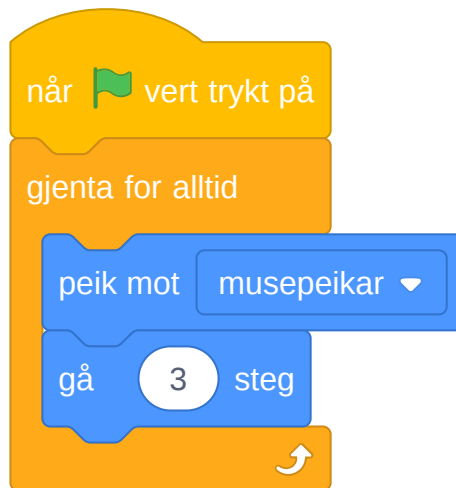 når vert trykt på
gjenta for alltid
peik mot musepeikar
gå 3 steg